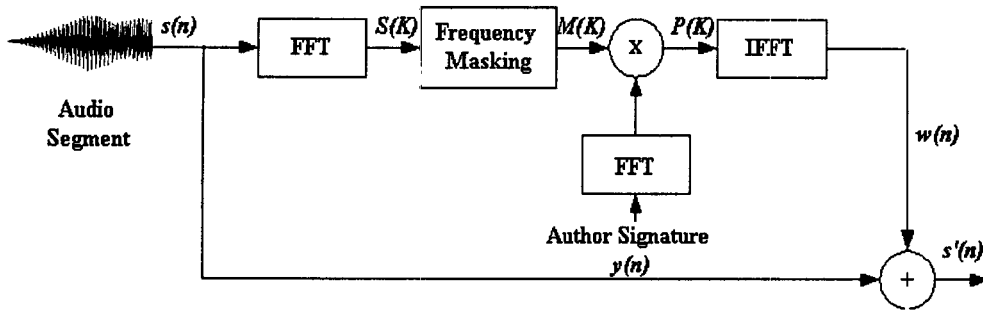 s(n)
FFT
S(K)
Frequency
Masking
M(K)
X
P(K)
IFFT
Audio
Segment
w(n)
FFT
Author Signature
y(n)
+
s'(n)